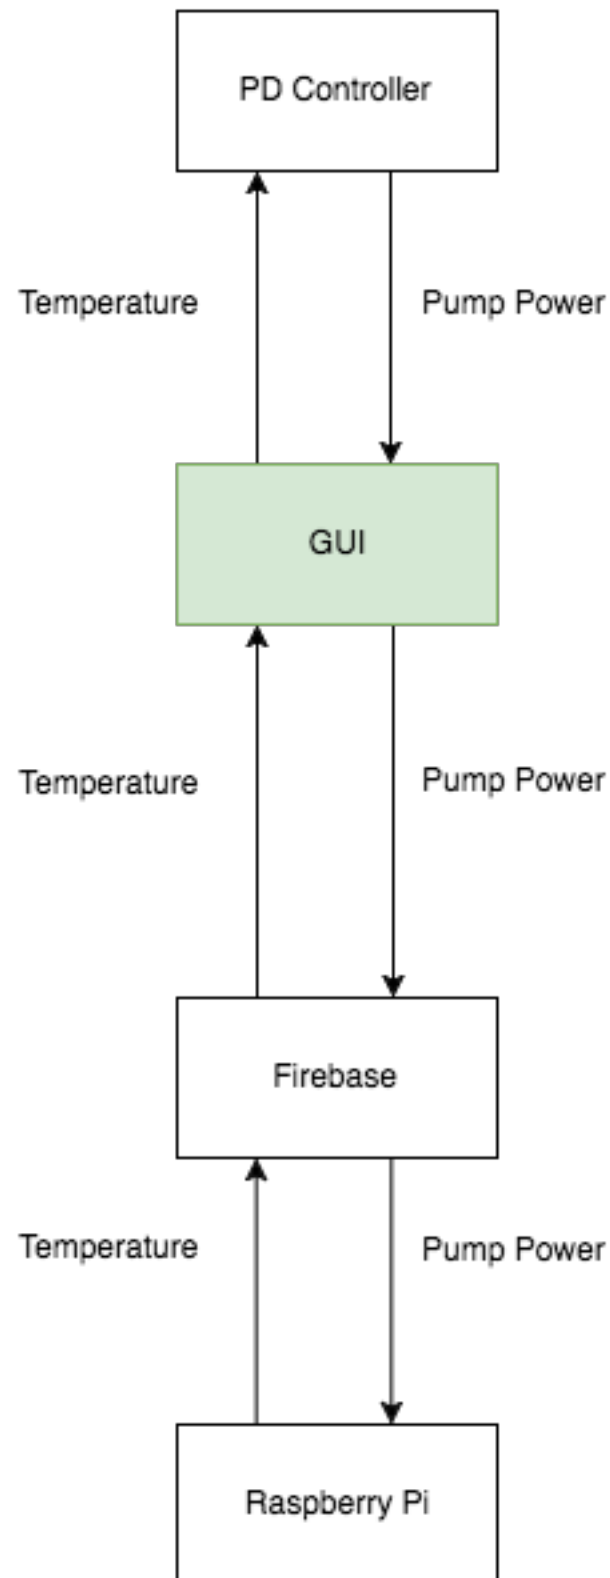 PD Controller
Temperature
Pump Power
GUI
Temperature
Pump Power
Firebase
Temperature
Pump Power
Raspberry Pi